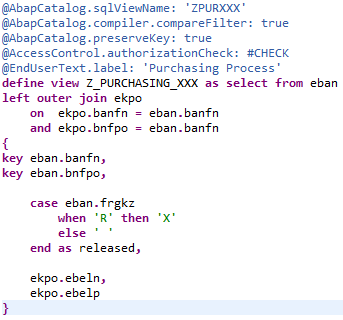 @AbapCatalog.sqlViewName: 'ZPURXXX'
@AbapCatalog.compiler.compareFilter: true
@AbapCatalog.preserveKey: true
@AccessControl.authorizationCheck: #CHECK
@EndUserText.label: 'Purchasing Process'
define view Z_PURCHASING_XXX as select from eban
left outer join ekpo
    on  ekpo.banfn = eban.banfn
    and ekpo.bnfpo = eban.banfn
{
key eban.banfn,
key eban.bnfpo,

    case eban.frgkz
        when 'R' then 'X'
        else ' '
    end as released,

    ekpo.ebeln,
    ekpo.ebelp
}